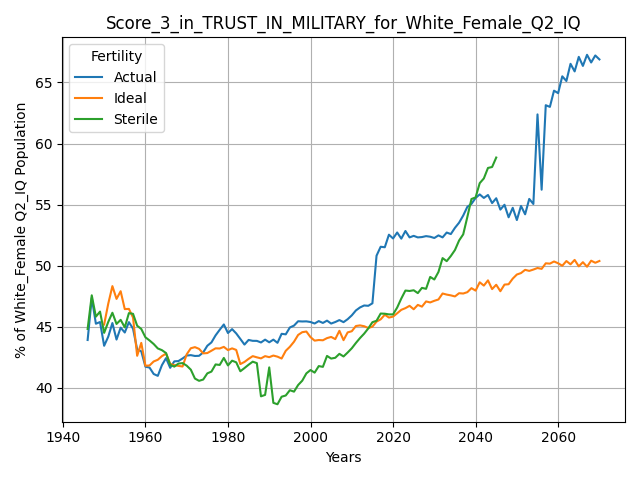 Score_3_in_TRUST_IN_MILITARY_for_White_Female_Q2_IQ
Fertility
Actual
Ideal
Sterile
% of White_Female Q2_IQ Population
65
60
55
50
45
40
1940
1960
1980
2000
2020
2040
2060
Years